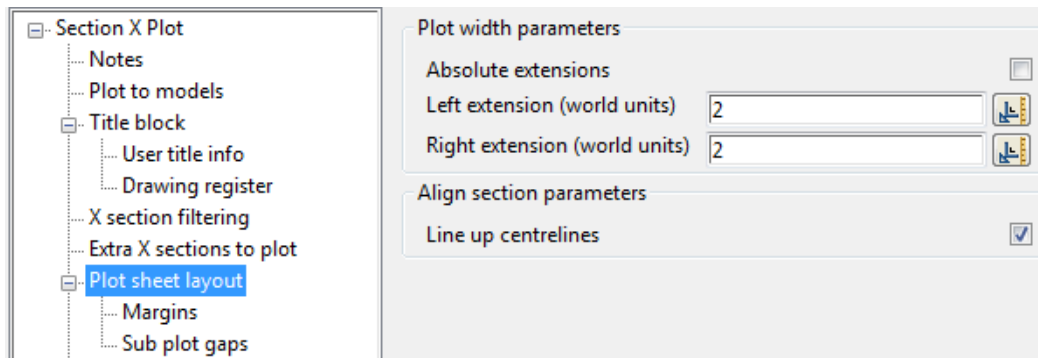 Section X Plot
Notes
Plot to models
Title block
User title info
Drawing register
X section filtering
Extra X sections to plot
Plot sheet layout
Margins
Sub plot gaps
Plot width parameters
Absolute extensions
Left extension (world units) 2
Right extension (world units) 2
Align section parameters
Line up centrelines